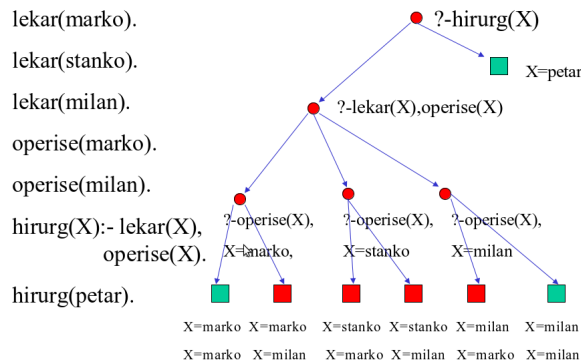 lekar(marko).
lekar(stanko).
lekar(milan).
operise(marko).
operise(milan).
hirurg(X):- lekar(X),
operise(X).
hirurg(petar).
?-hirurg(X)
X=petar
?-lekar(X),operise(X)
?-operise(X), ?-operise(X), ?-operise(X),
X=marko, X=stanko X=milan
X=marko X=marko X=stanko X=stanko X=milan X=milan
X=marko X=milan X=marko X=milan X=marko X=milan